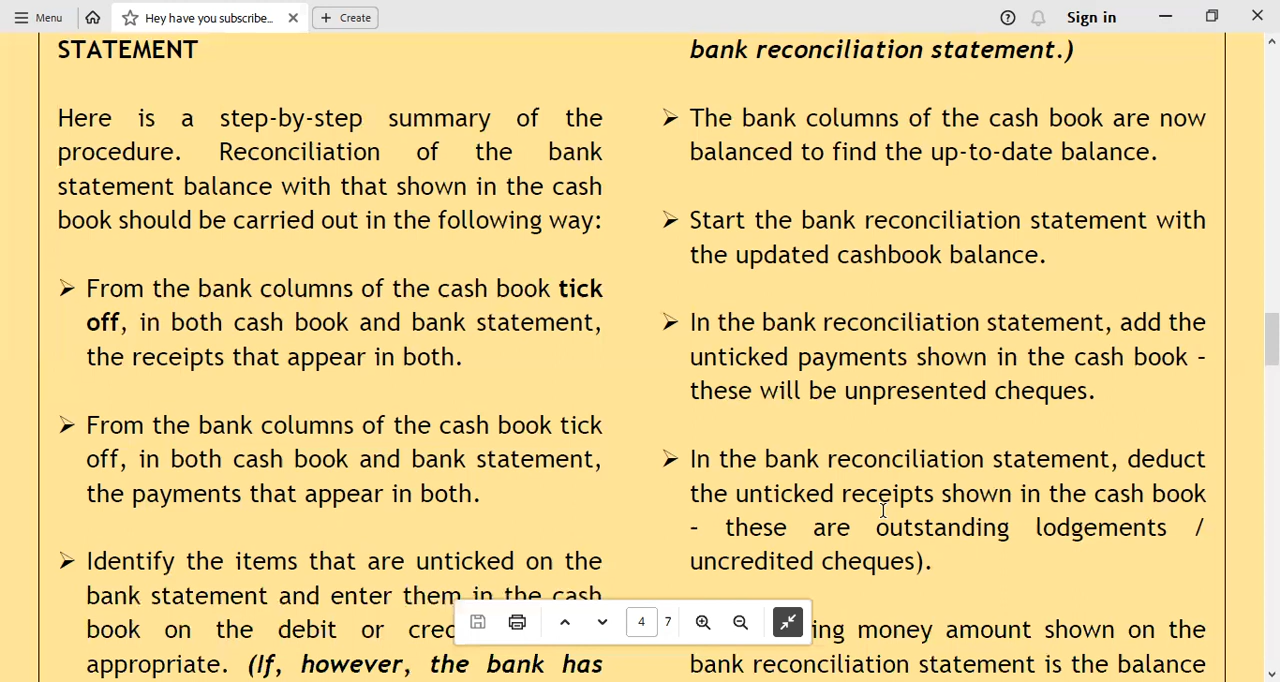 Menu
Hey have you subscribe...
Create
Sign in
STATEMENT
Here is a step-by-step summary of the
procedure. Reconciliation of the bank
statement balance with that shown in the cash
book should be carried out in the following way:
➢ From the bank columns of the cash book tick
off, in both cash book and bank statement,
the receipts that appear in both.
➢ From the bank columns of the cash book tick
off, in both cash book and bank statement,
the payments that appear in both.
➢ Identify the items that are unticked on the
bank statement and enter them in the cash
book on the debit or
appropriate. (If, however, the bank has
bank reconciliation statement.)
➢ The bank columns of the cash book are now
balanced to find the up-to-date balance.
➢ Start the bank reconciliation statement with
the updated cashbook balance.
➢ In the bank reconciliation statement, add the
unticked payments shown in the cash book -
these will be unpresented cheques.
➢ In the bank reconciliation statement, deduct
the unticked receipts shown in the cash book
- these are outstanding lodgements /
uncredited cheques).
money amount shown on the
bank reconciliation statement is the balance
4 7